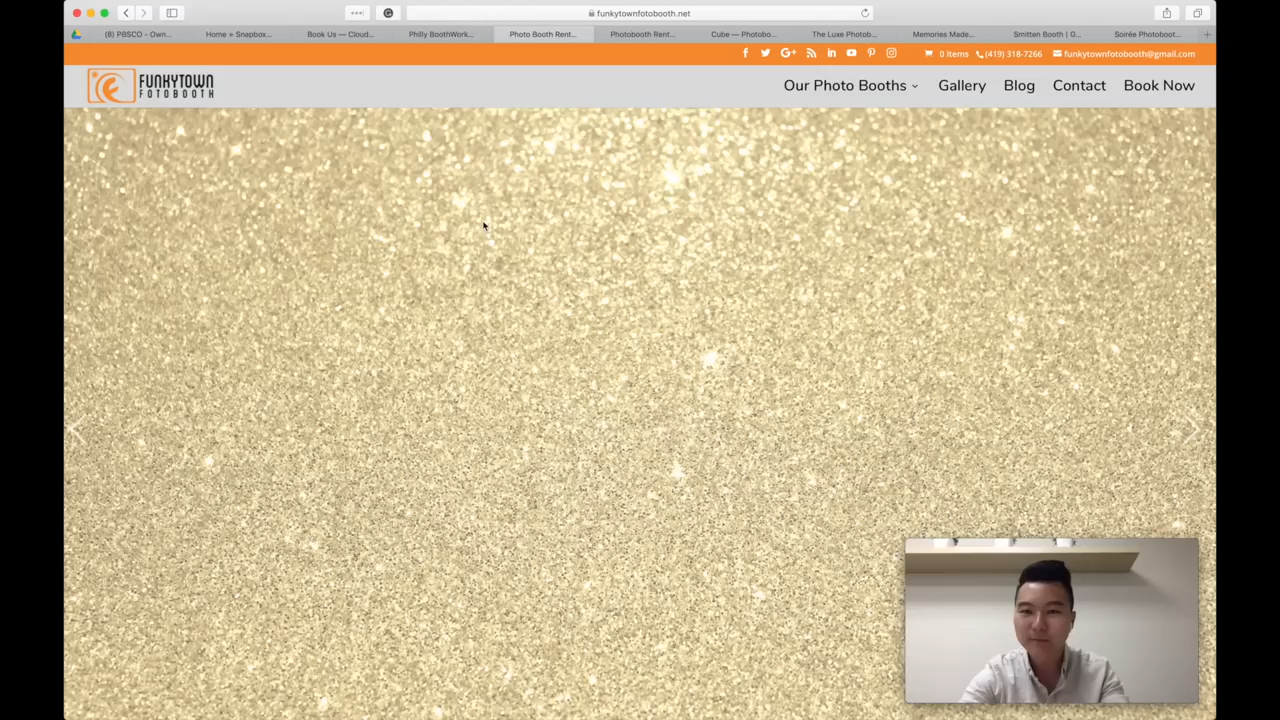 funkytownfotobooth.net
(8) PBSCO - Own...
Home » Snapbox...
Book Us — Cloud...
Philly BoothWork...
Photo Booth Rent...
Photobooth Rent...
Cube — Photobo...
The Luxe Photob...
Memories Made...
Smitten Booth | G...
Soirée Photoboot...
0 Items
(419) 318-7266
funkytownfotobooth@gmail.com
FUNKYTOWN
FOTOBOOTH
Our Photo Booths
Gallery
Blog
Contact
Book Now